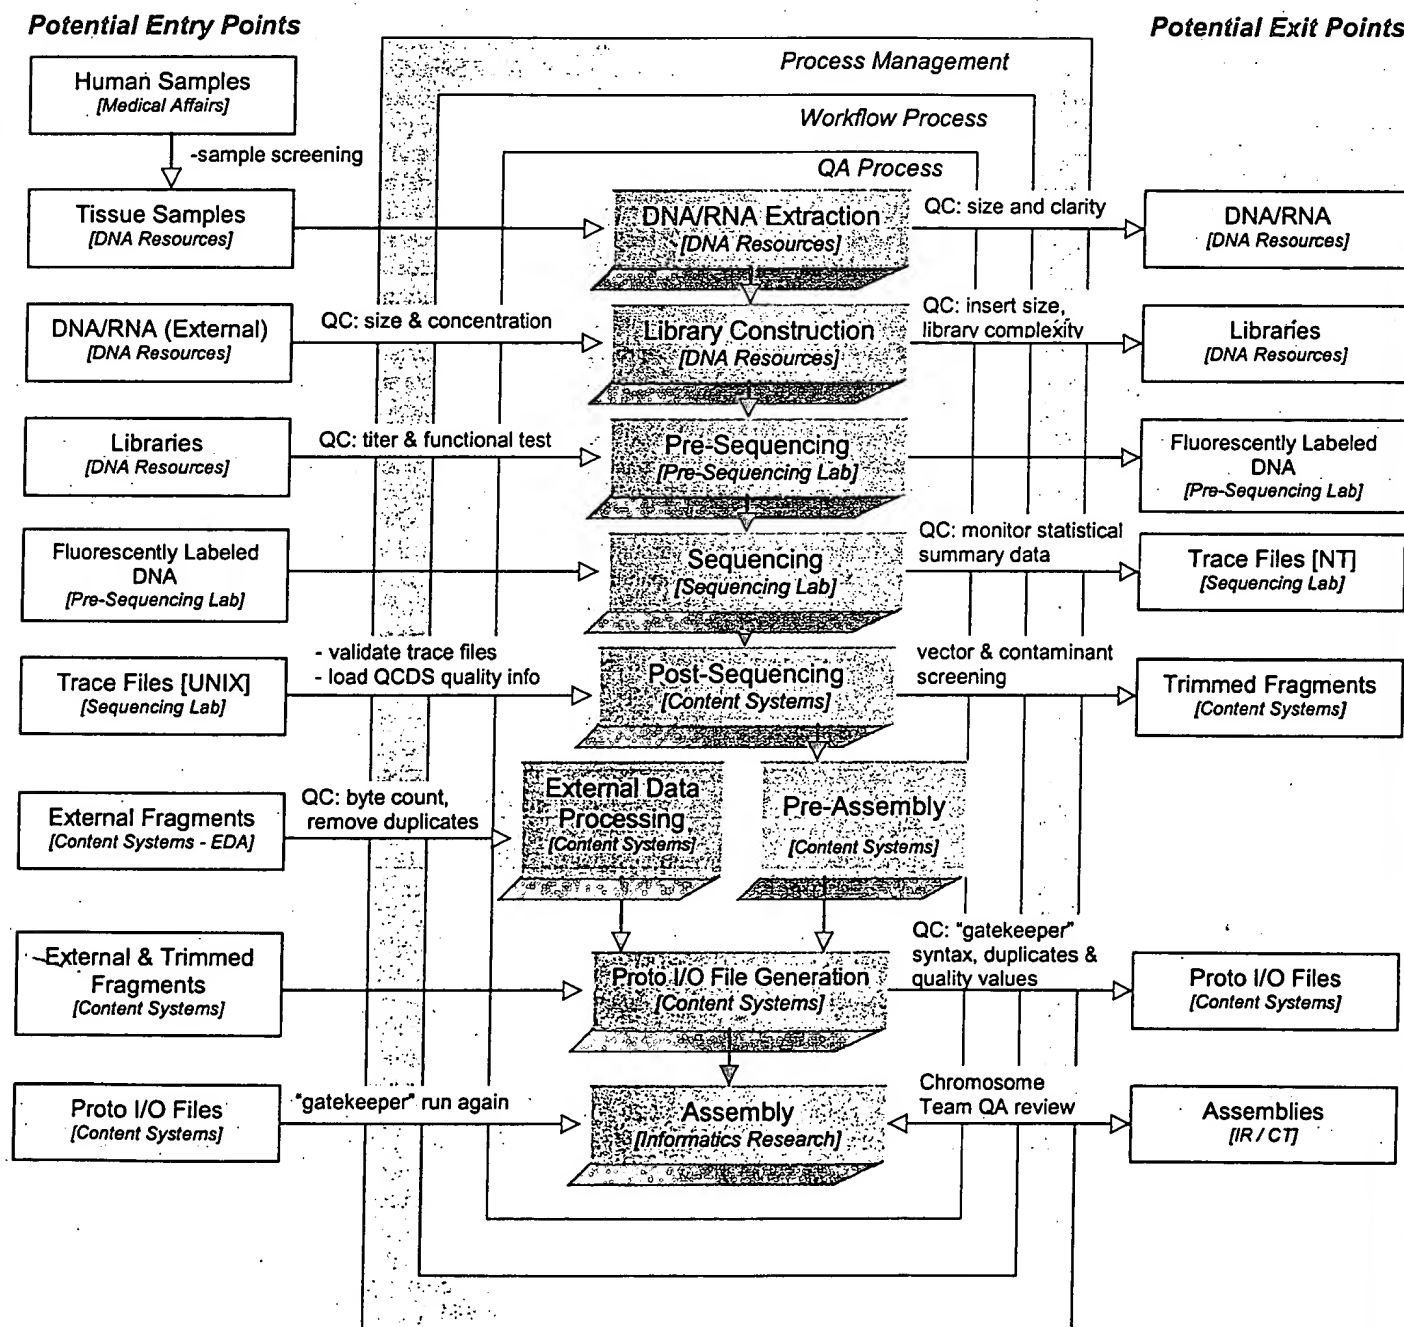 Potential Entry Points
Potential Exit Points
Process Management
Workflow Process
QA Process
Human Samples
[Medical Affairs]
-sample screening
Tissue Samples
[DNA Resources]
DNA/RNA Extraction
[DNA Resources]
QC: size and clarity
DNA/RNA
[DNA Resources]
DNA/RNA (External)
[DNA Resources]
QC: size & concentration
Library Construction
[DNA Resources]
QC: insert size,
library complexity
Libraries
[DNA Resources]
Libraries
[DNA Resources]
QC: titer & functional test
Pre-Sequencing
[Pre-Sequencing Lab]
Fluorescently Labeled
DNA
[Pre-Sequencing Lab]
Fluorescently Labeled
DNA
[Pre-Sequencing Lab]
Sequencing
[Sequencing Lab]
QC: monitor statistical
summary data
Trace Files [NT]
[Sequencing Lab]
Trace Files [UNIX]
[Sequencing Lab]
- validate trace files
- load QCDS quality info
Post-Sequencing
[Content Systems]
vector & contaminant
screening
Trimmed Fragments
[Content Systems]
External Fragments
[Content Systems - EDA]
QC: byte count,
remove duplicates
External Data
Processing
[Content Systems]
Pre-Assembly
[Content Systems]
External & Trimmed
Fragments
[Content Systems]
Proto I/O File Generation
[Content Systems]
QC: "gatekeeper"
syntax, duplicates &
quality values
Proto I/O Files
[Content Systems]
Proto I/O Files
[Content Systems]
"gatekeeper" run again
Assembly
[Informatics Research]
Chromosome
Team QA review
Assemblies
[IR / CT]